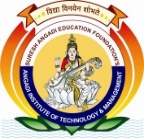 विद्या विनयेन शोभते
SURESH ANGADI EDUCATION FOUNDATION'S
ANGADI INSTITUTE OF TECHNOLOGY & MANAGEMENT